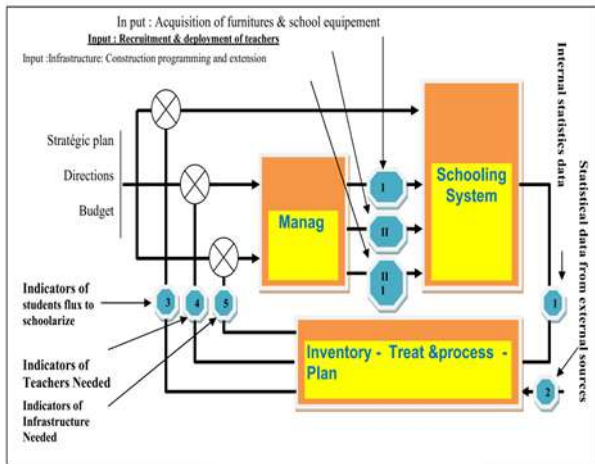 In put : Acquisition of furnitures & school equipement
Input : Recruitment & deployment of teachers
Input :Infrastructure: Construction programming and extension
Internal statistics data
Statistical data from external sources
Stratégic plan
Directions
Budget
Manag
I
II
II
I
Schooling
System
Indicators of
students flux to
schoolarize
3
4
5
1
2
Indicators of
Teachers Needed
Indicators of
Infrastructure
Needed
Inventory - Treat &process -
Plan